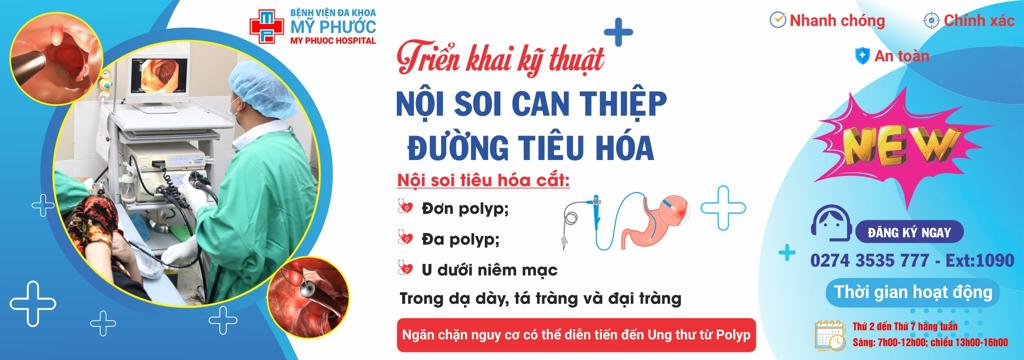 BỆNH VIỆN ĐA KHOA
MỸ PHƯỚC
MY PHUOC HOSPITAL
MP
Triển khai kỹ thuật
NỘI SOI CAN THIỆP
ĐƯỜNG TIÊU HÓA
Nội soi tiêu hóa cắt:
Đơn polyp;
Đa polyp;
U dưới niêm mạc
Trong dạ dày, tá tràng và đại tràng
Ngăn chặn nguy cơ có thể diễn tiến đến Ung thư từ Polyp
Nhanh chóng
Chính xác
An toàn
NEW
ĐĂNG KÝ NGAY
0274 3535 777 - Ext:1090
Thời gian hoạt động
Thứ 2 đến Thứ 7 hằng tuần
Sáng: 7h00-12h00; chiều 13h00-16h00